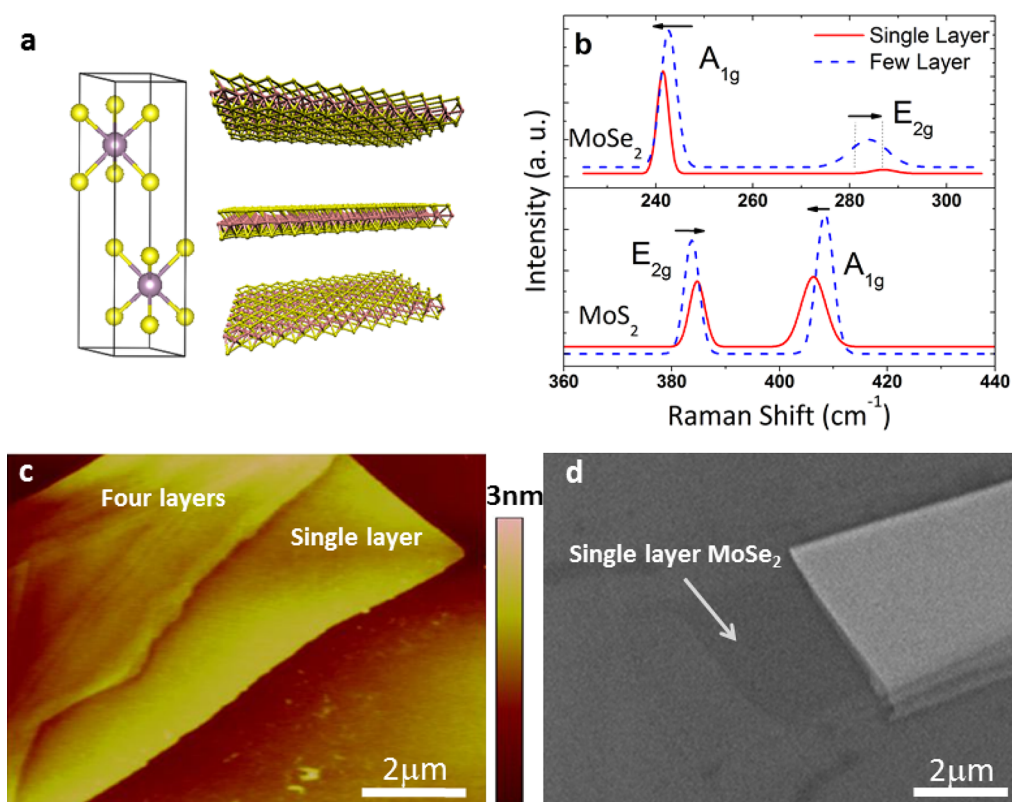 a
b
Single Layer
Few Layer
A1g
E2g
MoSe2
240 260 280 300
E2g
A1g
MoS2
360 380 400 420 440
Intensity (a. u.)
Raman Shift (cm-1)
c
Four layers
Single layer
2μm
3nm
d
Single layer MoSe2
2μm